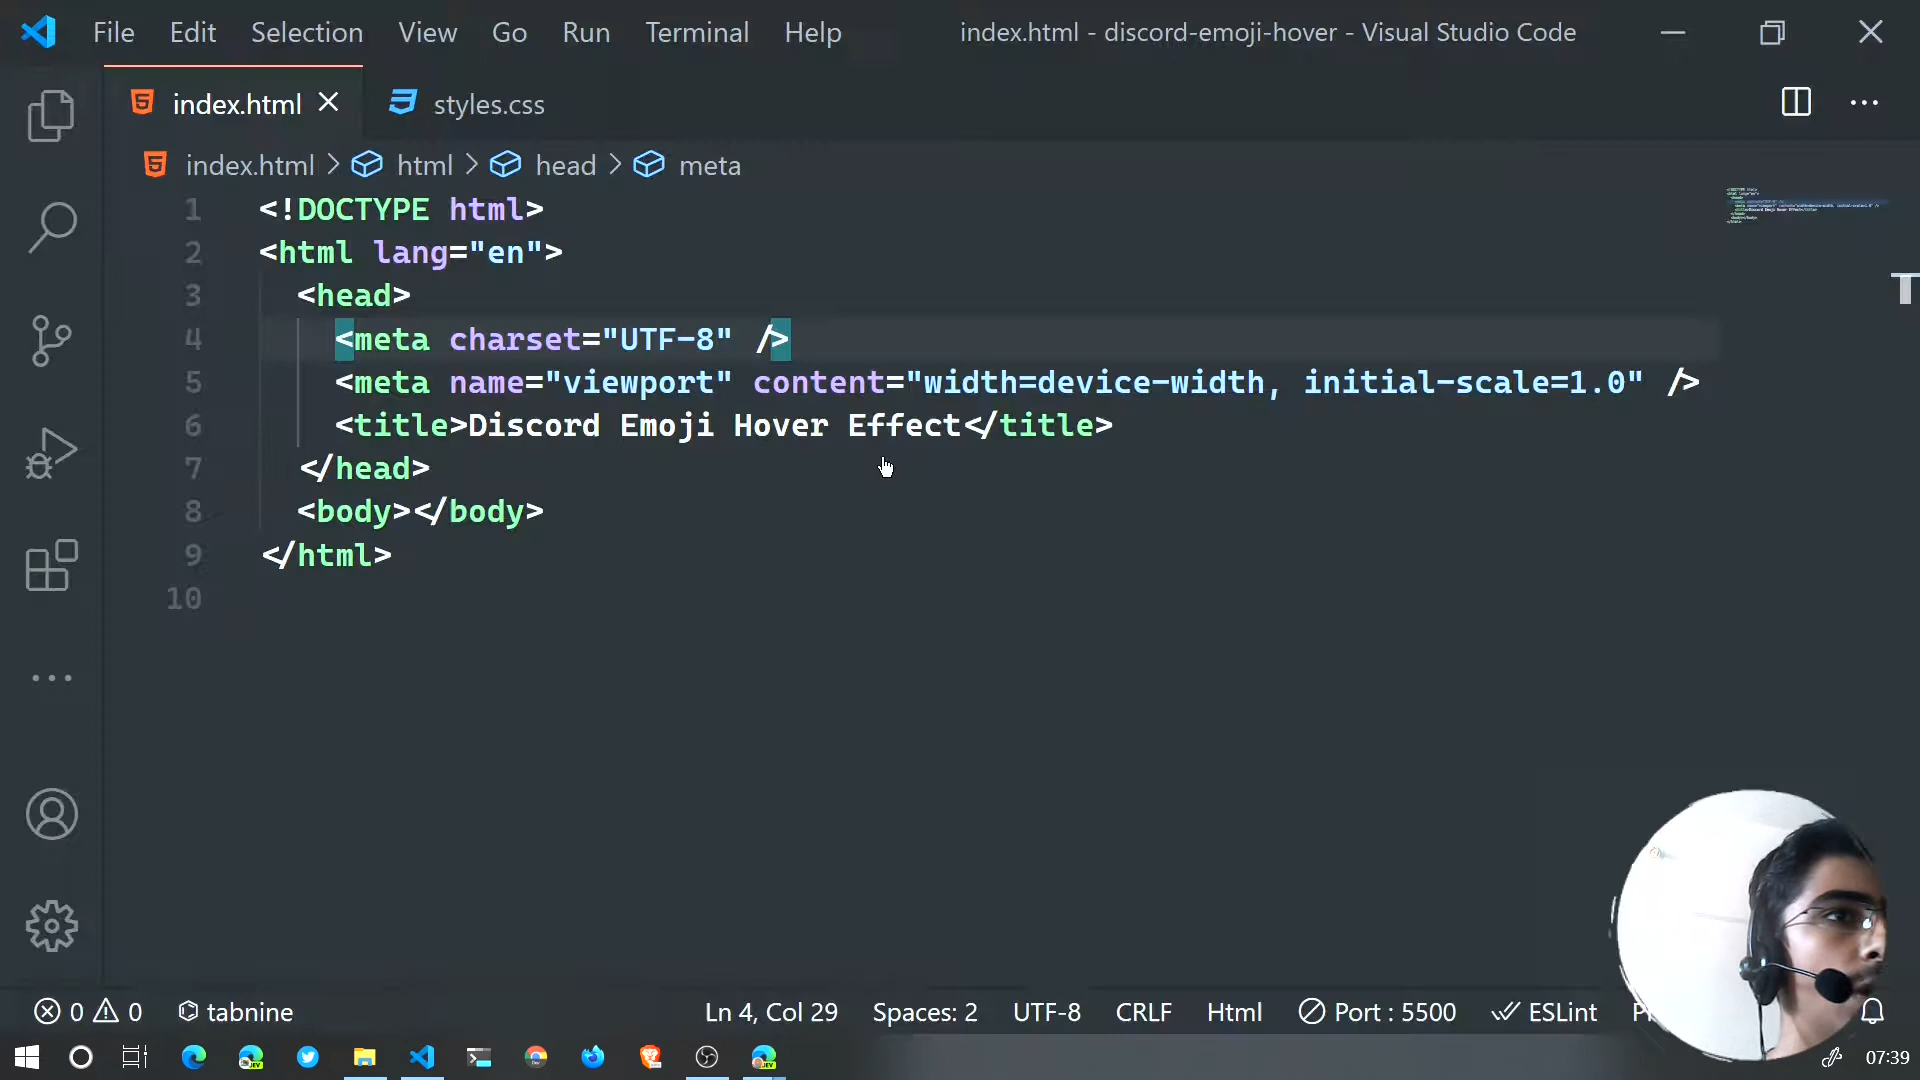 File Edit Selection View Go Run Terminal Help index.html - discord-emoji-hover - Visual Studio Code
index.html styles.css
index.html html head meta
1 <!DOCTYPE html>
2 <html lang="en">
3 <head>
4 <meta charset="UTF-8" />
5 <meta name="viewport" content="width=device-width, initial-scale=1.0" />
6 <title>Discord Emoji Hover Effect</title>
7 </head>
8 <body></body>
9 </html>
10
0 0 tabnine Ln 4, Col 29 Spaces: 2 UTF-8 CRLF Html Port : 5500 ESLint
07:39